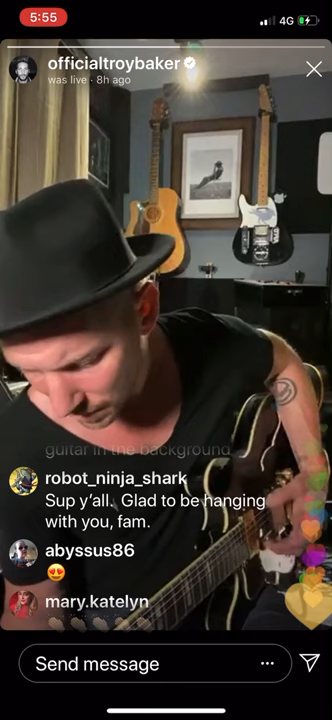 5:55
4G
officialtroybaker
was live · 8h ago
guitar in the background
robot_ninja_shark
Sup y'all.  Glad to be hanging
with you, fam.
abyssus86
😍
mary.katelyn
Send message